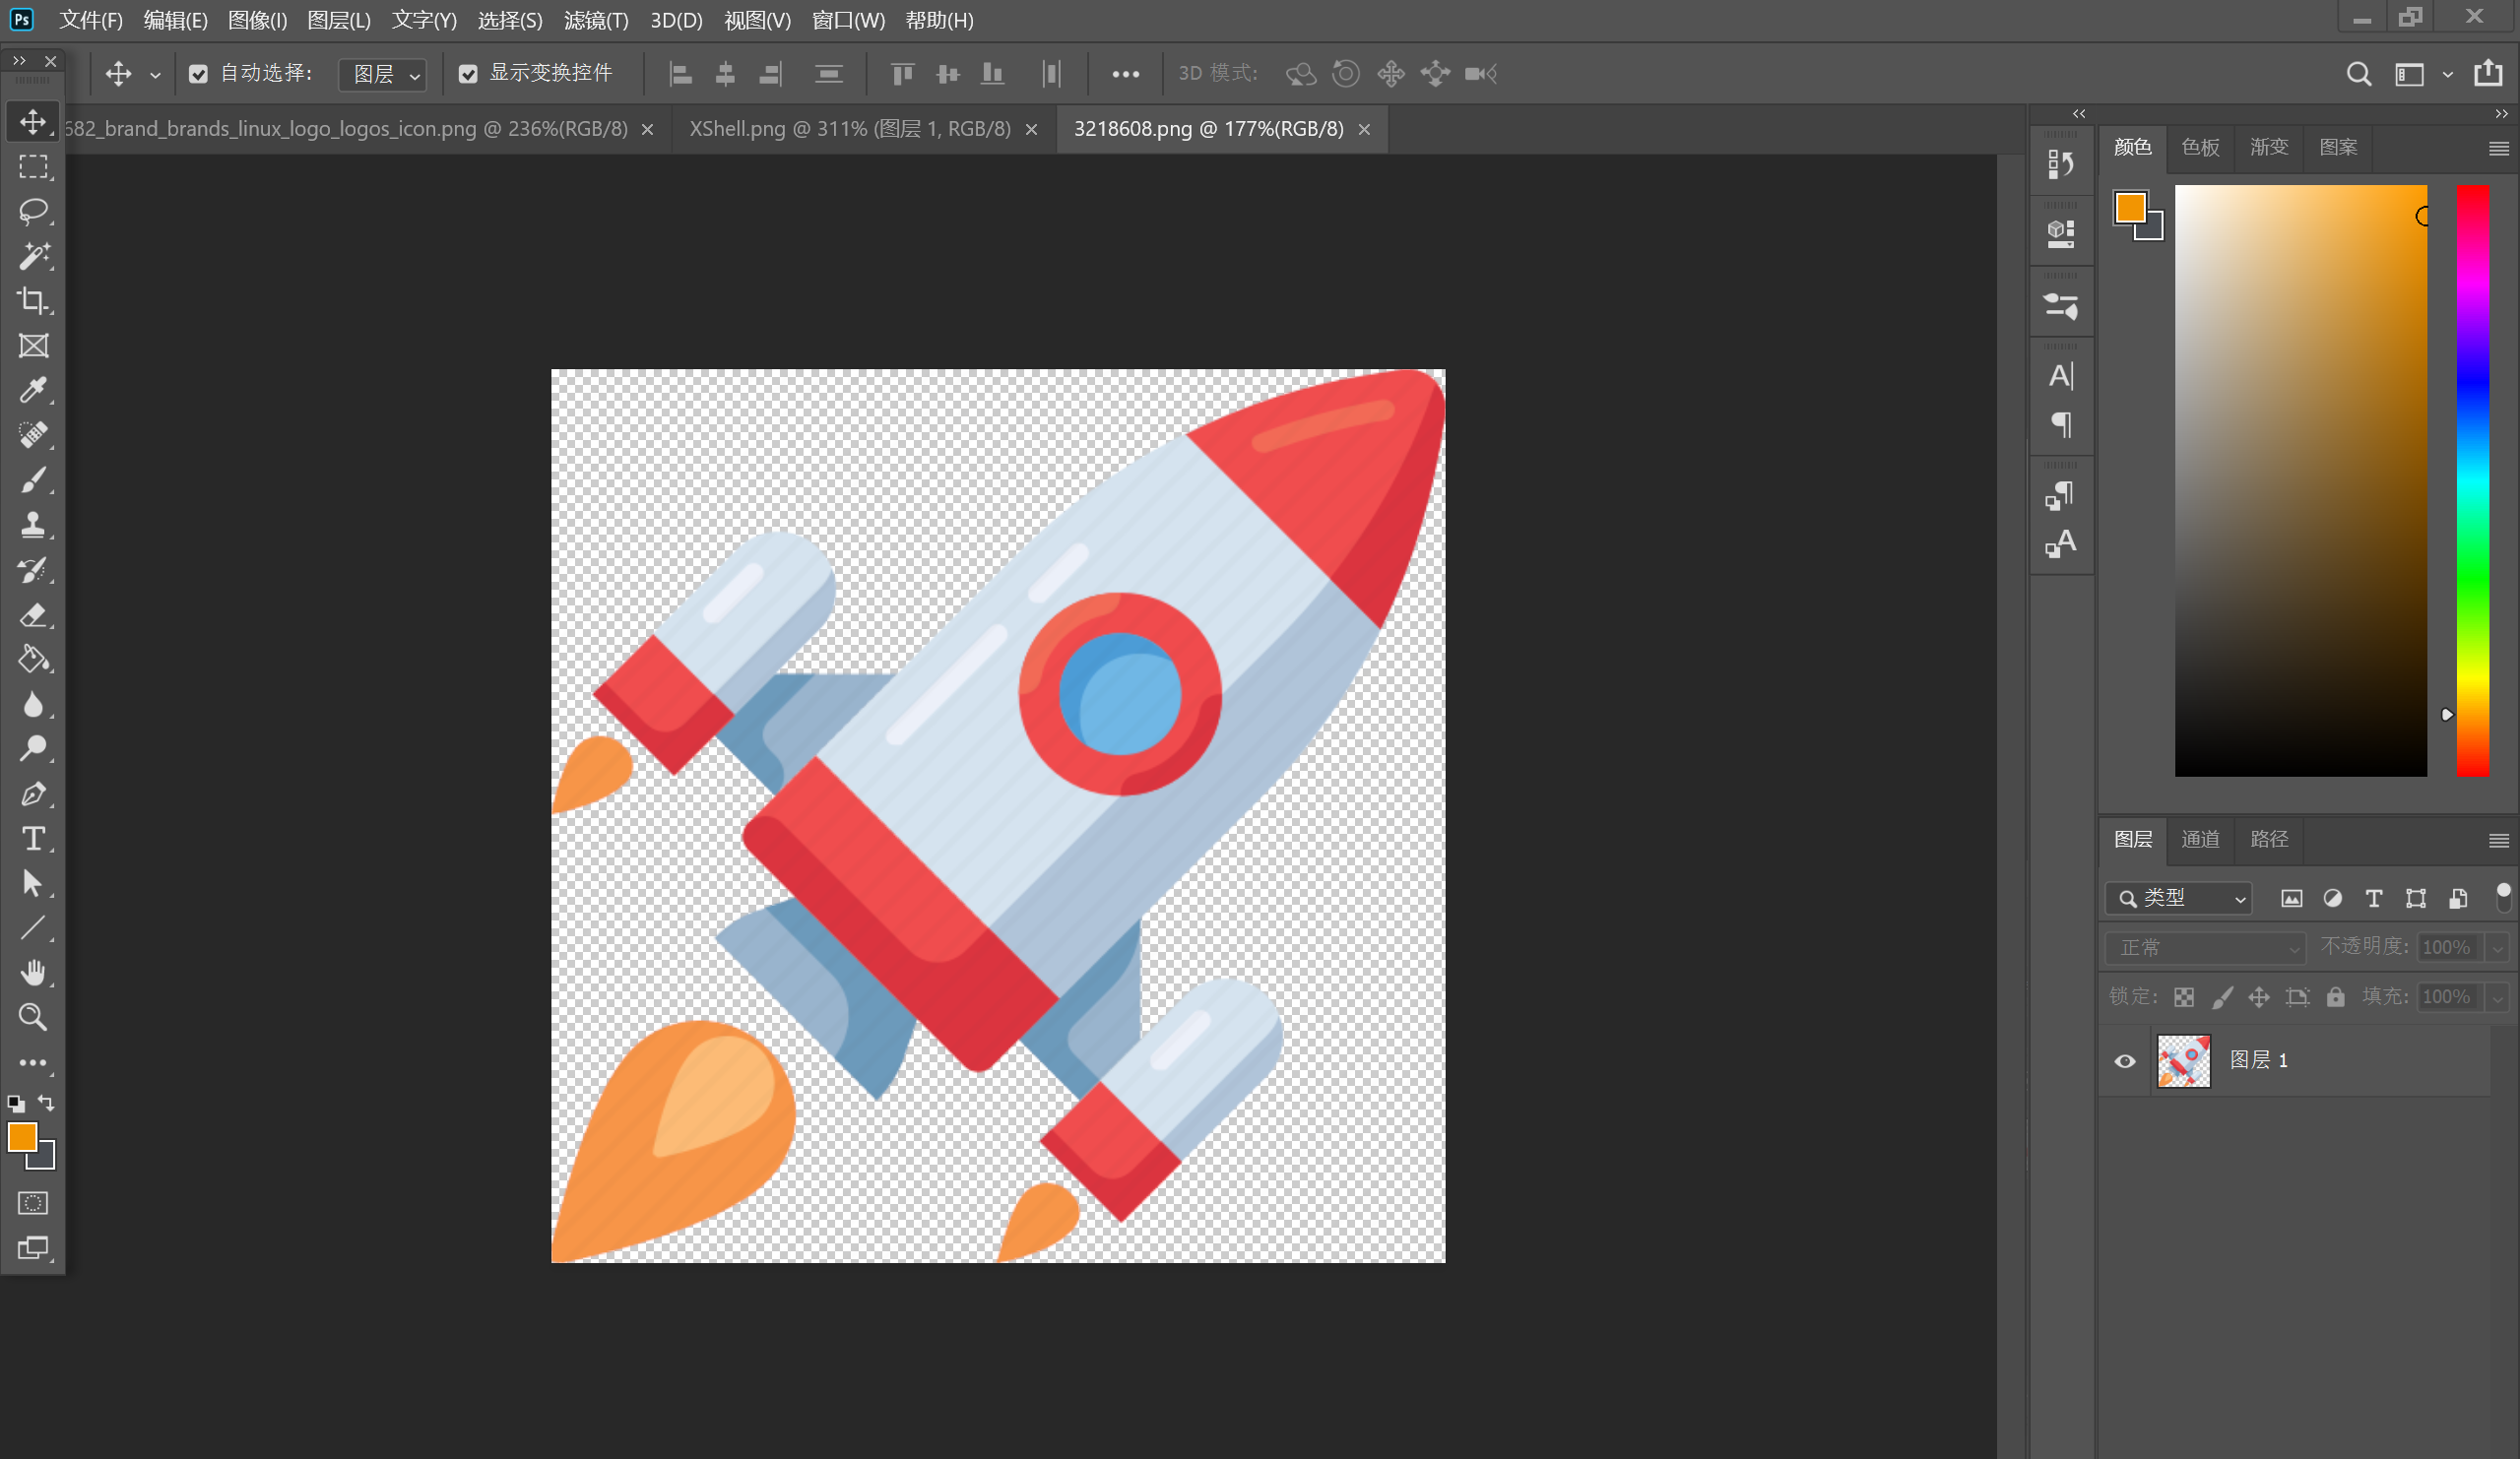 Ps 文件(F) 编辑(E) 图像(I) 图层(L) 文字(Y) 选择(S) 滤镜(T) 3D(D) 视图(V) 窗口(W) 帮助(H)
自动选择: 图层 显示变换控件 3D 模式:
682_brand_brands_linux_logo_logos_icon.png @ 236%(RGB/8) × XShell.png @ 311% (图层 1, RGB/8) × 3218608.png @ 177%(RGB/8) ×
颜色 色板 渐变 图案
图层 通道 路径
类型
正常 不透明度: 100%
锁定: 填充: 100%
图层 1